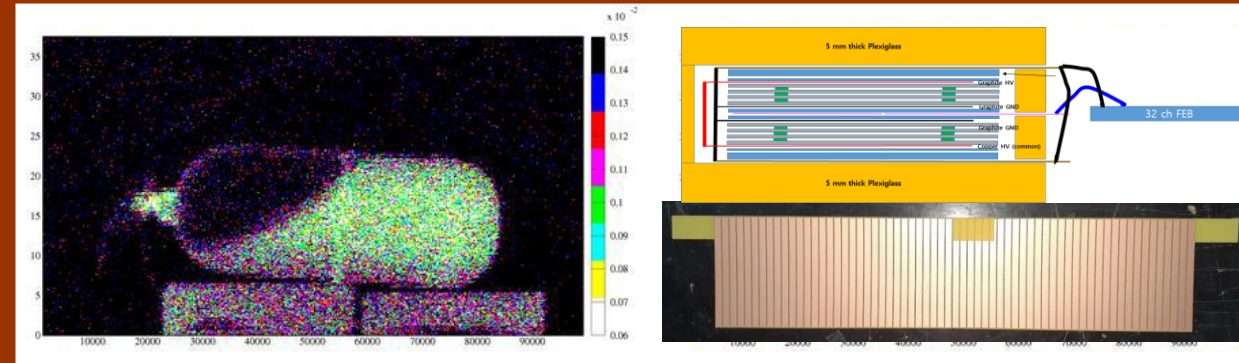 x 10 -2
0.15
0.14
0.13
0.12
0.11
0.1
0.09
0.08
0.07
0.06
35
30
25
20
15
10
5
0
10000 20000 30000 40000 50000 60000 70000 80000 90000
5 mm thick Plexiglass
Graphite HV
Graphite GND
Graphite GND
Copper HV (common)
32 ch FEB
5 mm thick Plexiglass